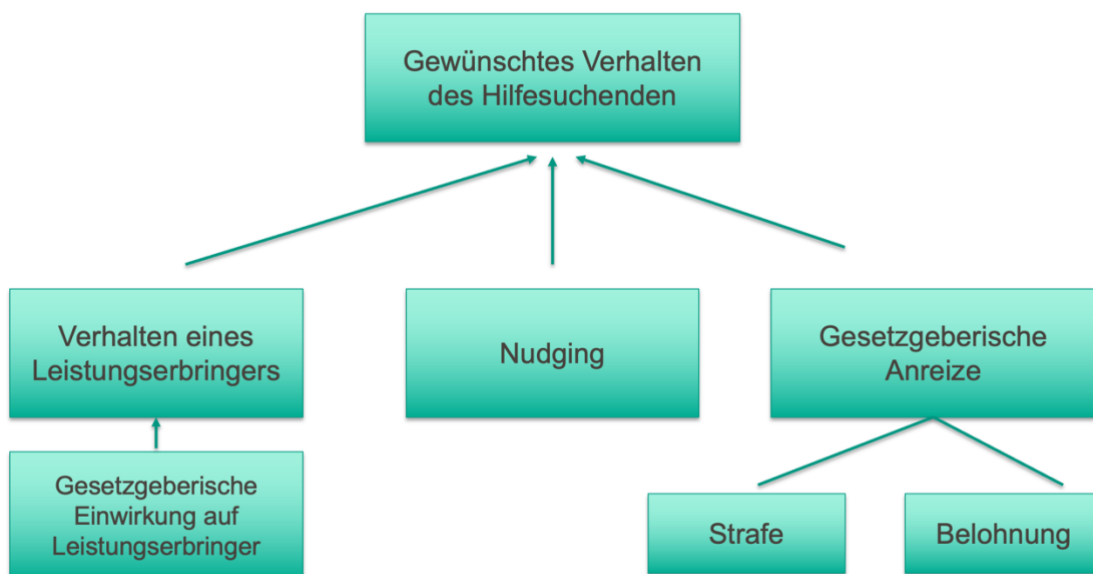 Gewünschtes Verhalten
des Hilfesuchenden
Verhalten eines
Leistungserbringers
Nudging
Gesetzgeberische
Anreize
Gesetzgeberische
Einwirkung auf
Leistungserbringer
Strafe
Belohnung